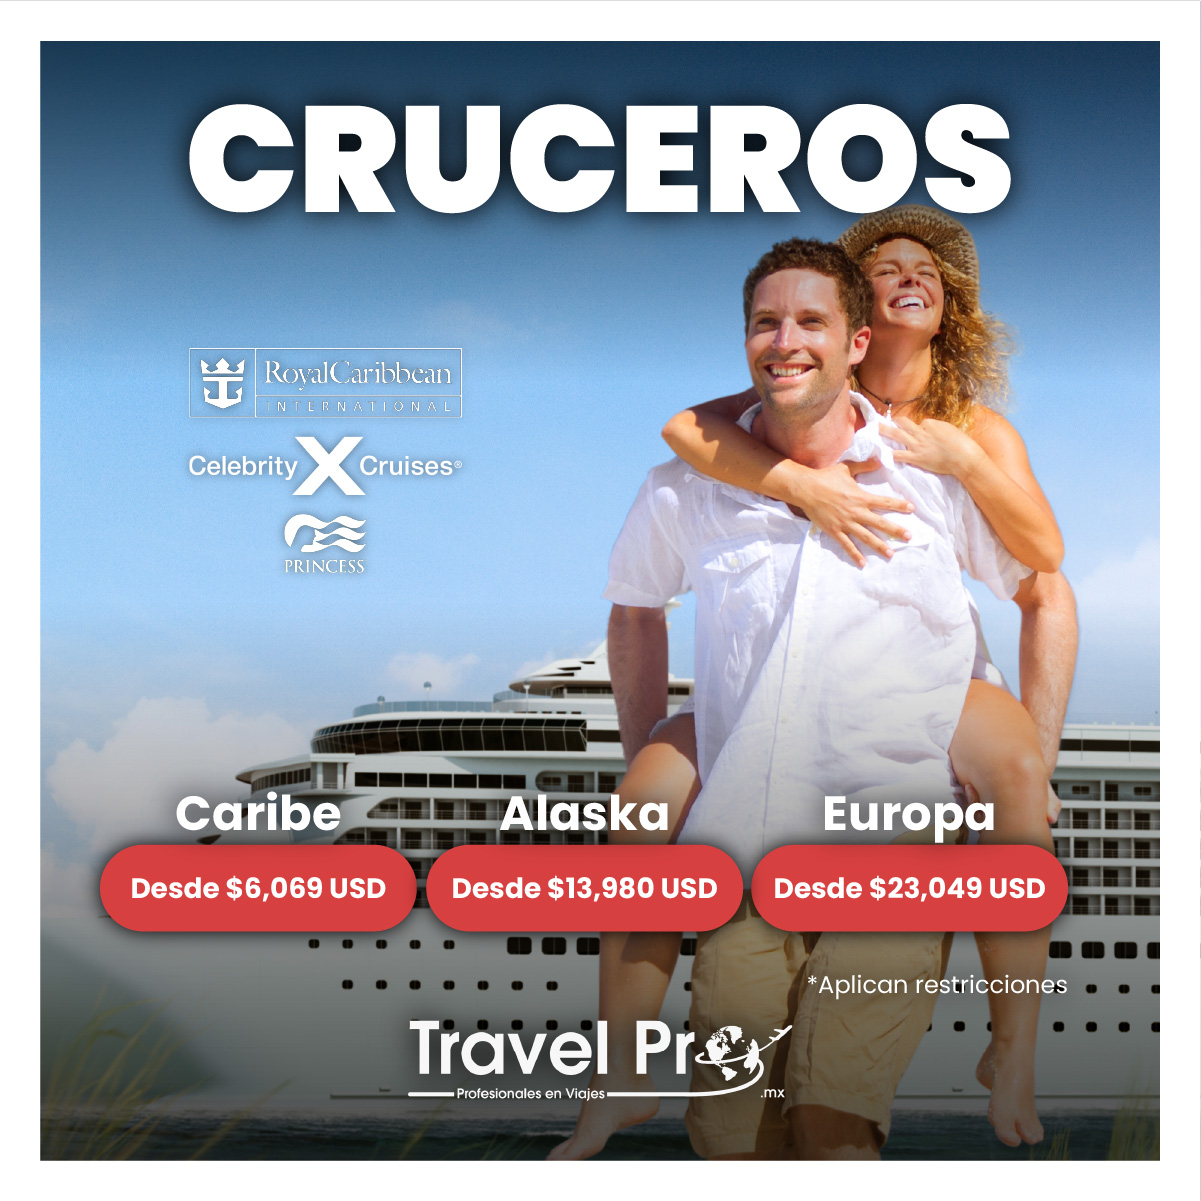 CRUCEROS
RoyalCaribbean
INTERNATIONAL
Celebrity X Cruises®
PRINCESS
Caribe
Desde $6,069 USD
Alaska
Desde $13,980 USD
Europa
Desde $23,049 USD
*Aplican restricciones
Travel Pro
Profesionales en Viajes
.mx